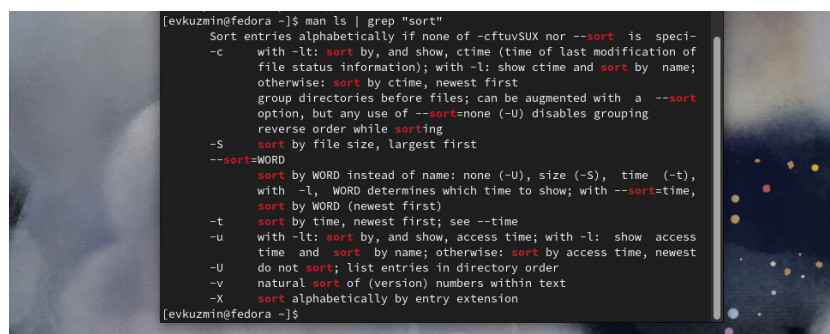 [evkuzmin@fedora ~]$ man ls | grep "sort"
Sort entries alphabetically if none of -cftuvSUX nor --sort is speci-
-c with -lt: sort by, and show, ctime (time of last modification of
file status information); with -l: show ctime and sort by name;
otherwise: sort by ctime, newest first
group directories before files; can be augmented with a --sort
option, but any use of --sort=none (-U) disables grouping
reverse order while sorting
-S sort by file size, largest first
--sort=WORD
sort by WORD instead of name: none (-U), size (-S), time (-t),
with -l, WORD determines which time to show; with --sort=time,
sort by WORD (newest first)
-t sort by time, newest first; see --time
-u with -lt: sort by, and show, access time; with -l: show access
time and sort by name; otherwise: sort by access time, newest
-U do not sort; list entries in directory order
-v natural sort of (version) numbers within text
-X sort alphabetically by entry extension
[evkuzmin@fedora ~]$